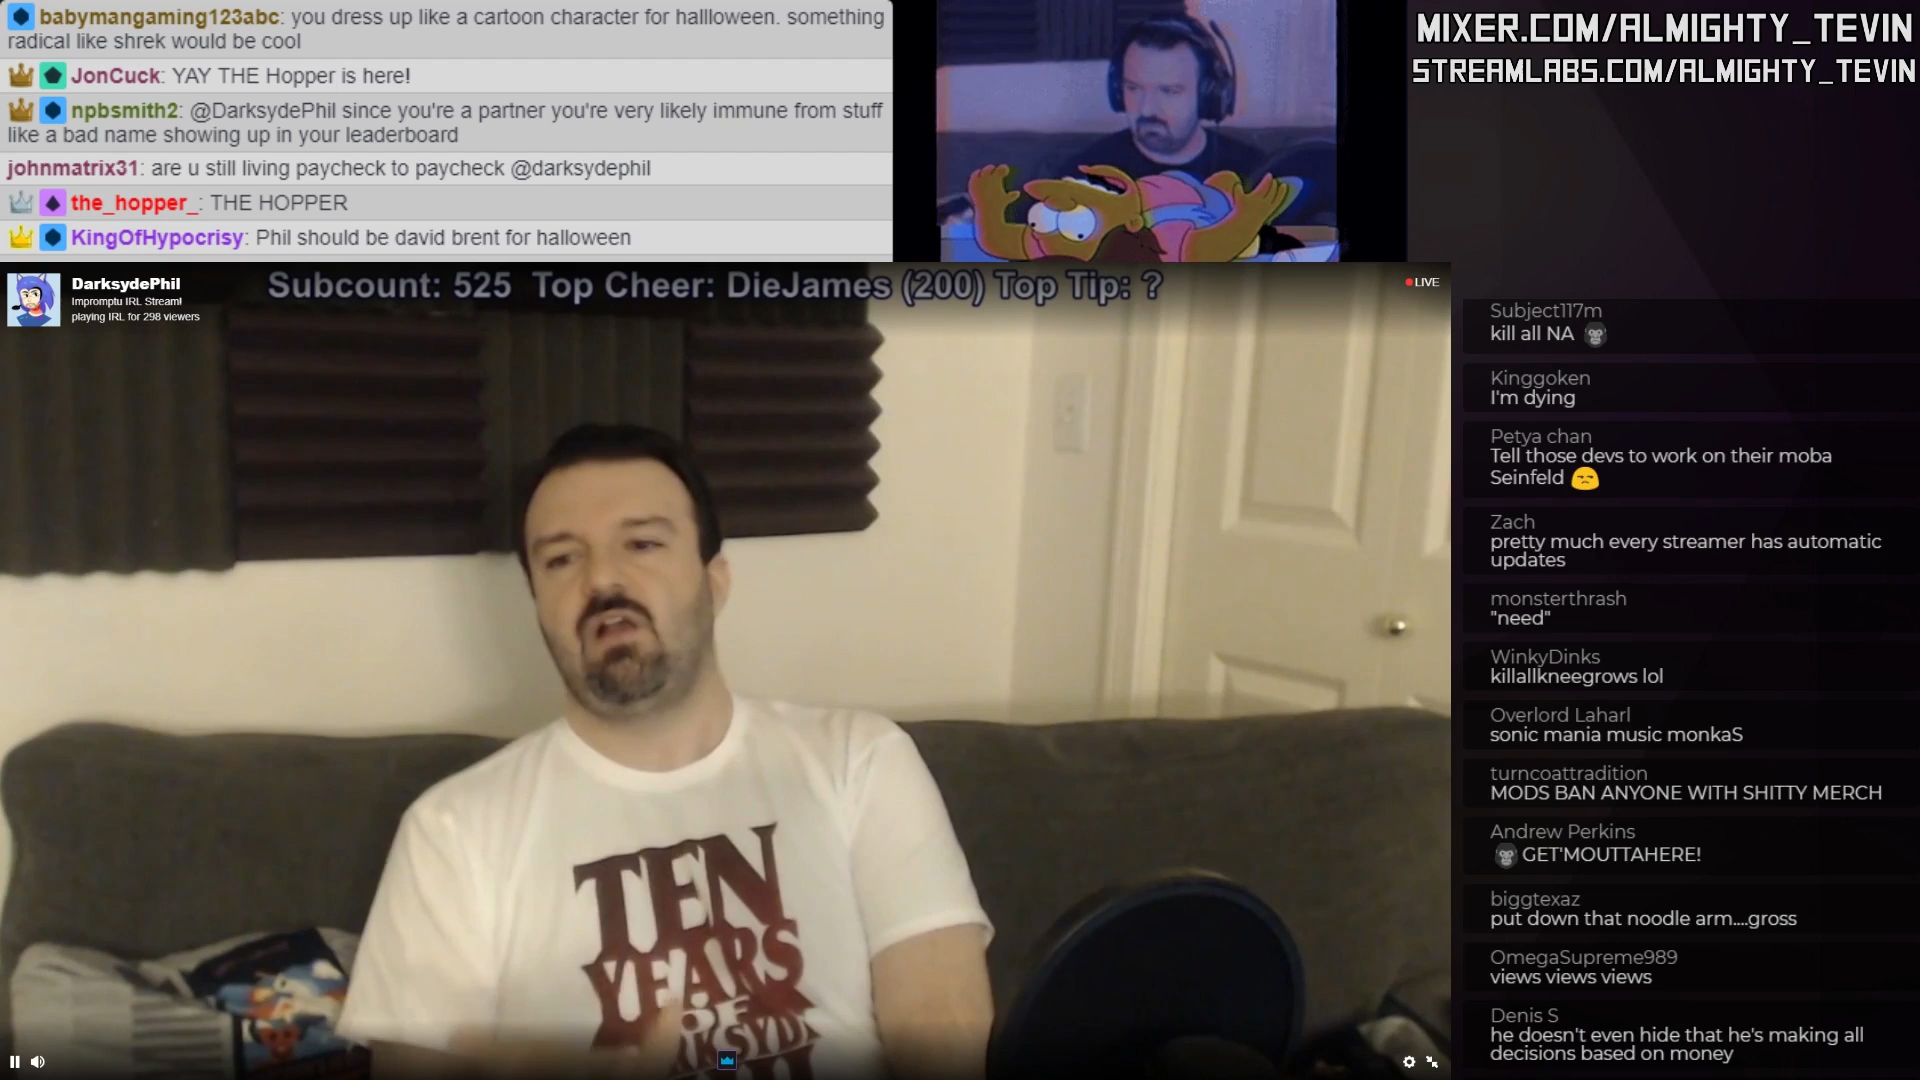 babymangaming123abc: you dress up like a cartoon character for hallloween. something
radical like shrek would be cool
JonCuck: YAY THE Hopper is here!
npbsmith2: @DarksydePhil since you're a partner you're very likely immune from stuff
like a bad name showing up in your leaderboard
johnmatrix31: are u still living paycheck to paycheck @darksydephil
the_hopper_: THE HOPPER
KingOfHypocrisy: Phil should be david brent for halloween
MIXER.COM/ALMIGHTY_TEVIN
STREAMLABS.COM/ALMIGHTY_TEVIN
DarksydePhil
Impromptu IRL Stream!
playing IRL for 298 viewers
Subcount: 525 Top Cheer: DieJames (200) Top Tip: ?
LIVE
TEN
YEARS
OF
Subject117m
kill all NA
Kinggoken
I'm dying
Petya chan
Tell those devs to work on their moba
Seinfeld
Zach
pretty much every streamer has automatic
updates
monsterthrash
"need"
WinkyDinks
killallkneegrows lol
Overlord Laharl
sonic mania music monkaS
turncoattradition
MODS BAN ANYONE WITH SHITTY MERCH
Andrew Perkins
GET'MOUTTAHERE!
biggtexaz
put down that noodle arm....gross
OmegaSupreme989
views views views
Denis S
he doesn't even hide that he's making all
decisions based on money